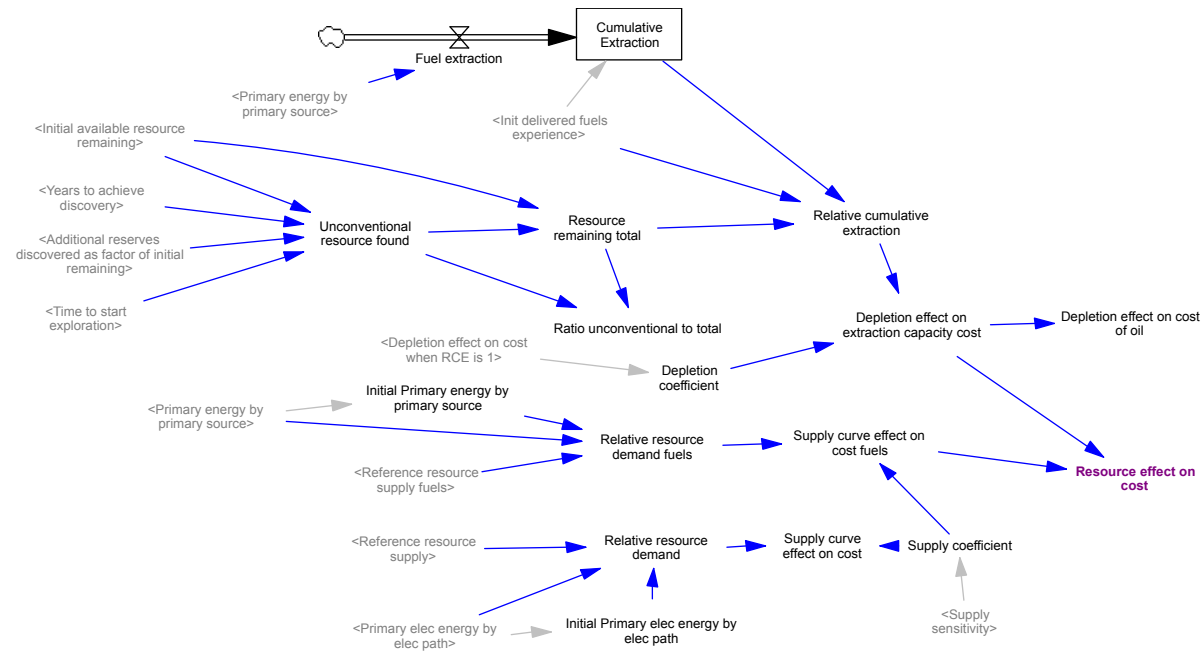 Cumulative
Extraction
Fuel extraction
<Primary energy by
primary source>
<Init delivered fuels
experience>
<Initial available resource
remaining>
<Years to achieve
discovery>
<Additional reserves
discovered as factor of initial
remaining>
<Time to start
exploration>
Unconventional
resource found
Resource
remaining total
Relative cumulative
extraction
Ratio unconventional to total
Depletion effect on
extraction capacity cost
Depletion effect on cost
of oil
<Depletion effect on cost
when RCE is 1>
Depletion
coefficient
Initial Primary energy by
primary source
<Primary energy by
primary source>
Relative resource
demand fuels
Supply curve effect on
cost fuels
<Reference resource
supply fuels>
Resource effect on
cost
<Reference resource
supply>
Relative resource
demand
Supply curve
effect on cost
Supply coefficient
<Primary elec energy by
elec path>
Initial Primary elec energy by
elec path
<Supply
sensitivity>